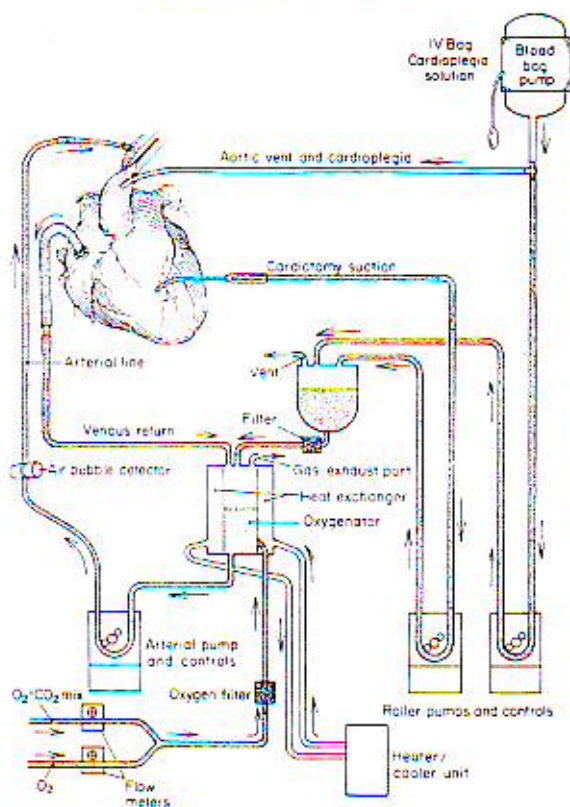 IV Bag
Cardioplegia
solution
Blood
bag
pump
Aortic vent and cardioplegia
Cardiotomy suction
Arterial line
Vent
Venous return
Filter
Gas exhaust port
Air bubble detector
Heat exchanger
Oxygenator
Arterial pump
and controls
Oxygen filter
Roller pumps and controls
O₂-CO₂ mix
O₂
Flow
meters
Heater/
cooler unit